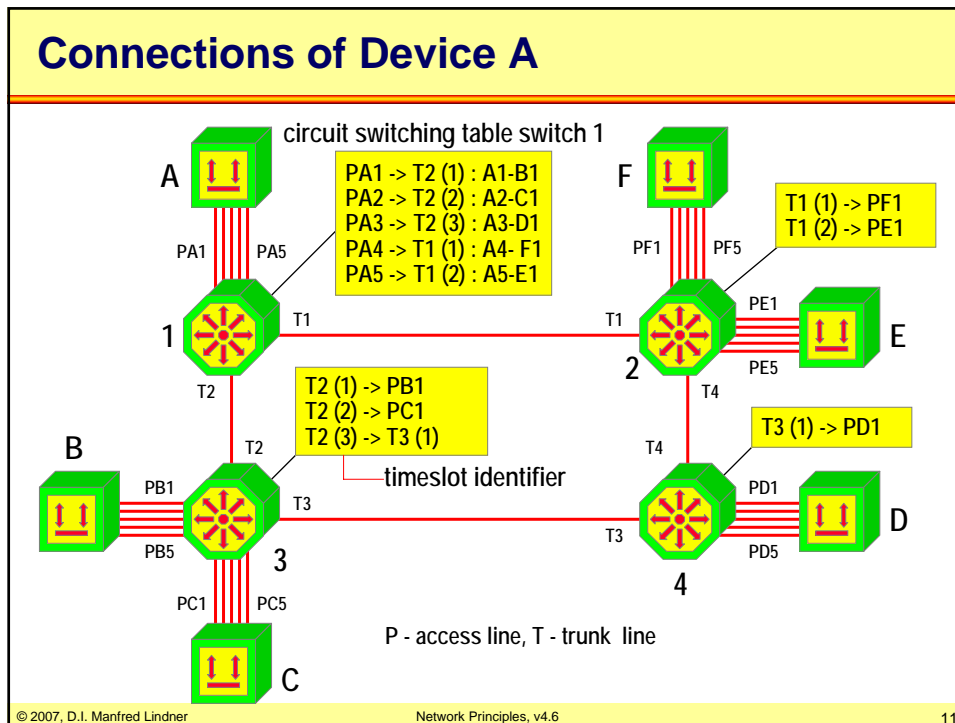 Connections of Device A
circuit switching table switch 1
A
PA1 -> T2 (1) : A1-B1
PA2 -> T2 (2) : A2-C1
PA3 -> T2 (3) : A3-D1
PA4 -> T1 (1) : A4- F1
PA5 -> T1 (2) : A5-E1
F
T1 (1) -> PF1
T1 (2) -> PE1
PA1
PA5
PF1
PF5
1
T1
T1
2
PE1
PE5
E
T2
T4
T2 (1) -> PB1
T2 (2) -> PC1
T2 (3) -> T3 (1)
timeslot identifier
T3 (1) -> PD1
B
T2
T4
PB1
PB5
3
T3
T3
4
PD1
PD5
D
PC1
PC5
C
P - access line, T - trunk line
© 2007, D.I. Manfred Lindner
Network Principles, v4.6
11